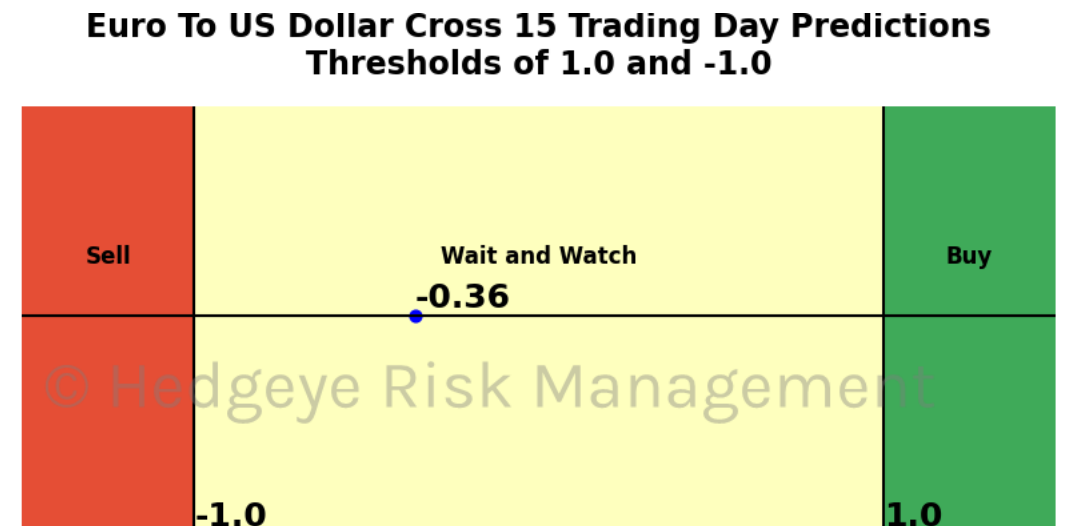 Euro To US Dollar Cross 15 Trading Day Predictions
Thresholds of 1.0 and -1.0
Sell
Wait and Watch
Buy
-0.36
© Hedgeye Risk Management
-1.0
1.0